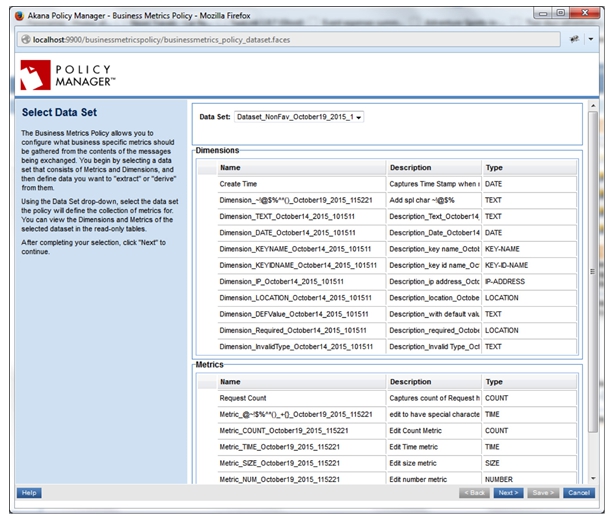 Akana Policy Manager - Business Metrics Policy - Mozilla Firefox
localhost:9900/businessmetricspolicy/businessmetrics_policy_dataset.faces
POLICY
MANAGER™
Select Data Set
The Business Metrics Policy allows you to
configure what business specific metrics should
be gathered from the contents of the messages
being exchanged. You begin by selecting a data
set that consists of Metrics and Dimensions, and
then define data you want to "extract" or "derive"
from them.
Using the Data Set drop-down, select the data set
the policy will define the collection of metrics for.
You can view the Dimensions and Metrics of the
selected dataset in the read-only tables.
After completing your selection, click "Next" to
continue.
Data Set: Dataset_NonFav_October19_2015_1
Dimensions
Name Description Type
Create Time Captures Time Stamp when DATE
Dimension_~!@$%^^()_October19_2015_115221 Add spl char ~!@$% TEXT
Dimension_TEXT_October14_2015_101511 Description_Text_October14_ TEXT
Dimension_DATE_October14_2015_101511 Description_Date_October14 DATE
Dimension_KEYNAME_October14_2015_101511 Description_key name_Octo KEY-NAME
Dimension_KEYIDNAME_October14_2015_101511 Description_key id name_Oc KEY-ID-NAME
Dimension_IP_October14_2015_101511 Description_ip address_Octo IP-ADDRESS
Dimension_LOCATION_October14_2015_101511 Description_location_Octobe LOCATION
Dimension_DEFValue_October14_2015_101511 Description_with default valu TEXT
Dimension_Required_October14_2015_101511 Description_required_Octobe LOCATION
Dimension_InvalidType_October14_2015_101511 Description_Invalid Type_Oct TEXT
Metrics
Name Description Type
Request Count Captures count of Request h COUNT
Metric_@~!$%^^()_+{}_October19_2015_115221 edit to have special characte TIME
Metric_COUNT_October19_2015_115221 Edit Count Metric COUNT
Metric_TIME_October19_2015_115221 Edit Time metric TIME
Metric_SIZE_October19_2015_115221 Edit size metric SIZE
Metric_NUM_October19_2015_115221 Edit number metric NUMBER
Help < Back Next > Save > Cancel